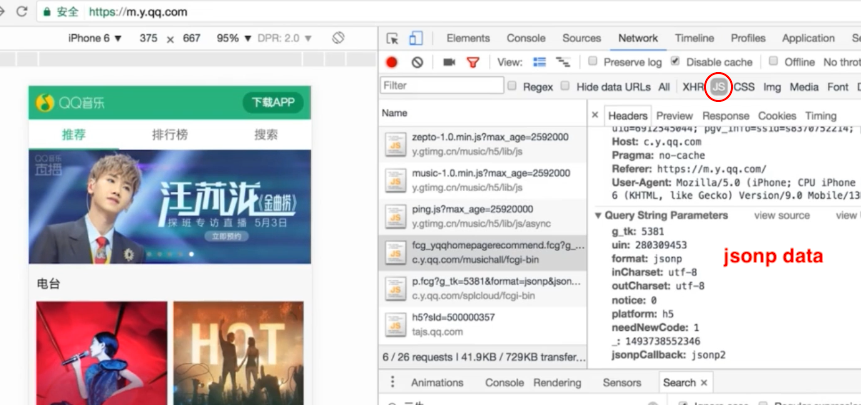 安全 https://m.y.qq.com
iPhone 6 ▼ 375 × 667 95% ▼ DPR: 2.0 ▼
Elements Console Sources Network Timeline Profiles Application
View: Preserve log Disable cache Offline No thro
Filter Regex Hide data URLs All XHR JS CSS Img Media Font
QQ音乐 下载APP
推荐 排行榜 搜索
QQ音乐
汪苏泷《金曲捞》
探班专访直播 5月3日
立即预约
电台
HOT
Name
zepto-1.0.min.js?max_age=2592000
y.gtimg.cn/music/h5/lib/js
music-1.0.min.js?max_age=2592000
y.gtimg.cn/music/h5/lib/js
ping.js?max_age=25920000
y.gtimg.cn/music/h5/lib/js/async
fcg_yqqhomepagerecommend.fcg?g_...
c.y.qq.com/musichall/fcgi-bin
p.fcg?g_tk=5381&format=jsonp&json...
c.y.qq.com/splcloud/fcgi-bin
h5?sId=500000357
tajs.qq.com
6 / 26 requests | 41.9KB / 729KB transfer...
× Headers Preview Response Cookies Timing
Host: c.y.qq.com
Pragma: no-cache
Referer: https://m.y.qq.com/
User-Agent: Mozilla/5.0 (iPhone; CPU iPhone
6 (KHTML, like Gecko) Version/9.0 Mobile/13
▼ Query String Parameters view source view
g_tk: 5381
uin: 280309453
format: jsonp
inCharset: utf-8
outCharset: utf-8
notice: 0
platform: h5
needNewCode: 1
_: 1493738552346
jsonpCallback: jsonp2
jsonp data
Animations Console Rendering Sensors Search ×